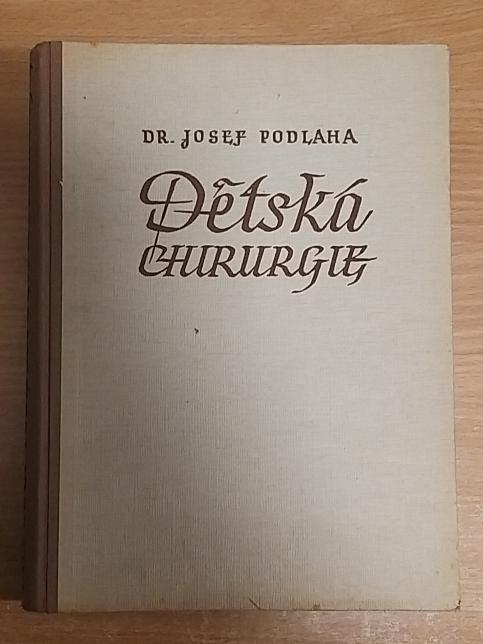 DR. JOSEF PODLAHA
Dětská
CHIRURGIE